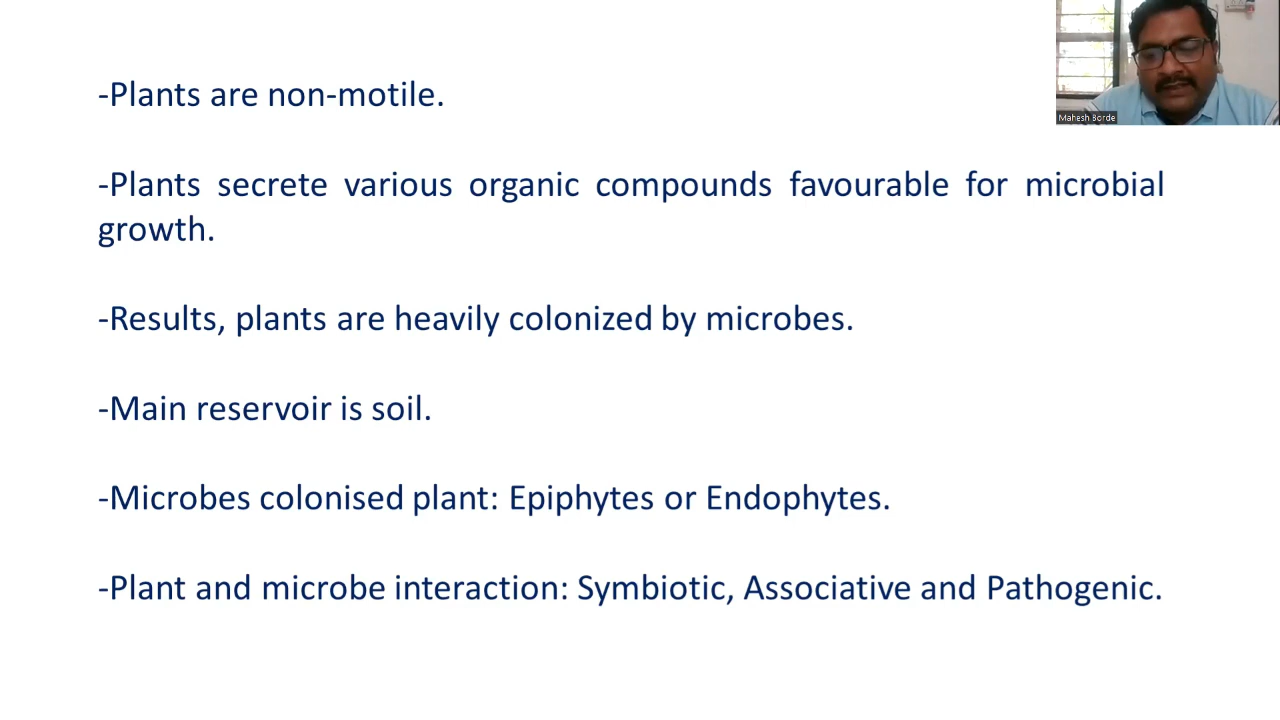 -Plants are non-motile.
Mahesh Borde
-Plants secrete various organic compounds favourable for microbial
growth.
-Results, plants are heavily colonized by microbes.
-Main reservoir is soil.
-Microbes colonised plant: Epiphytes or Endophytes.
-Plant and microbe interaction: Symbiotic, Associative and Pathogenic.